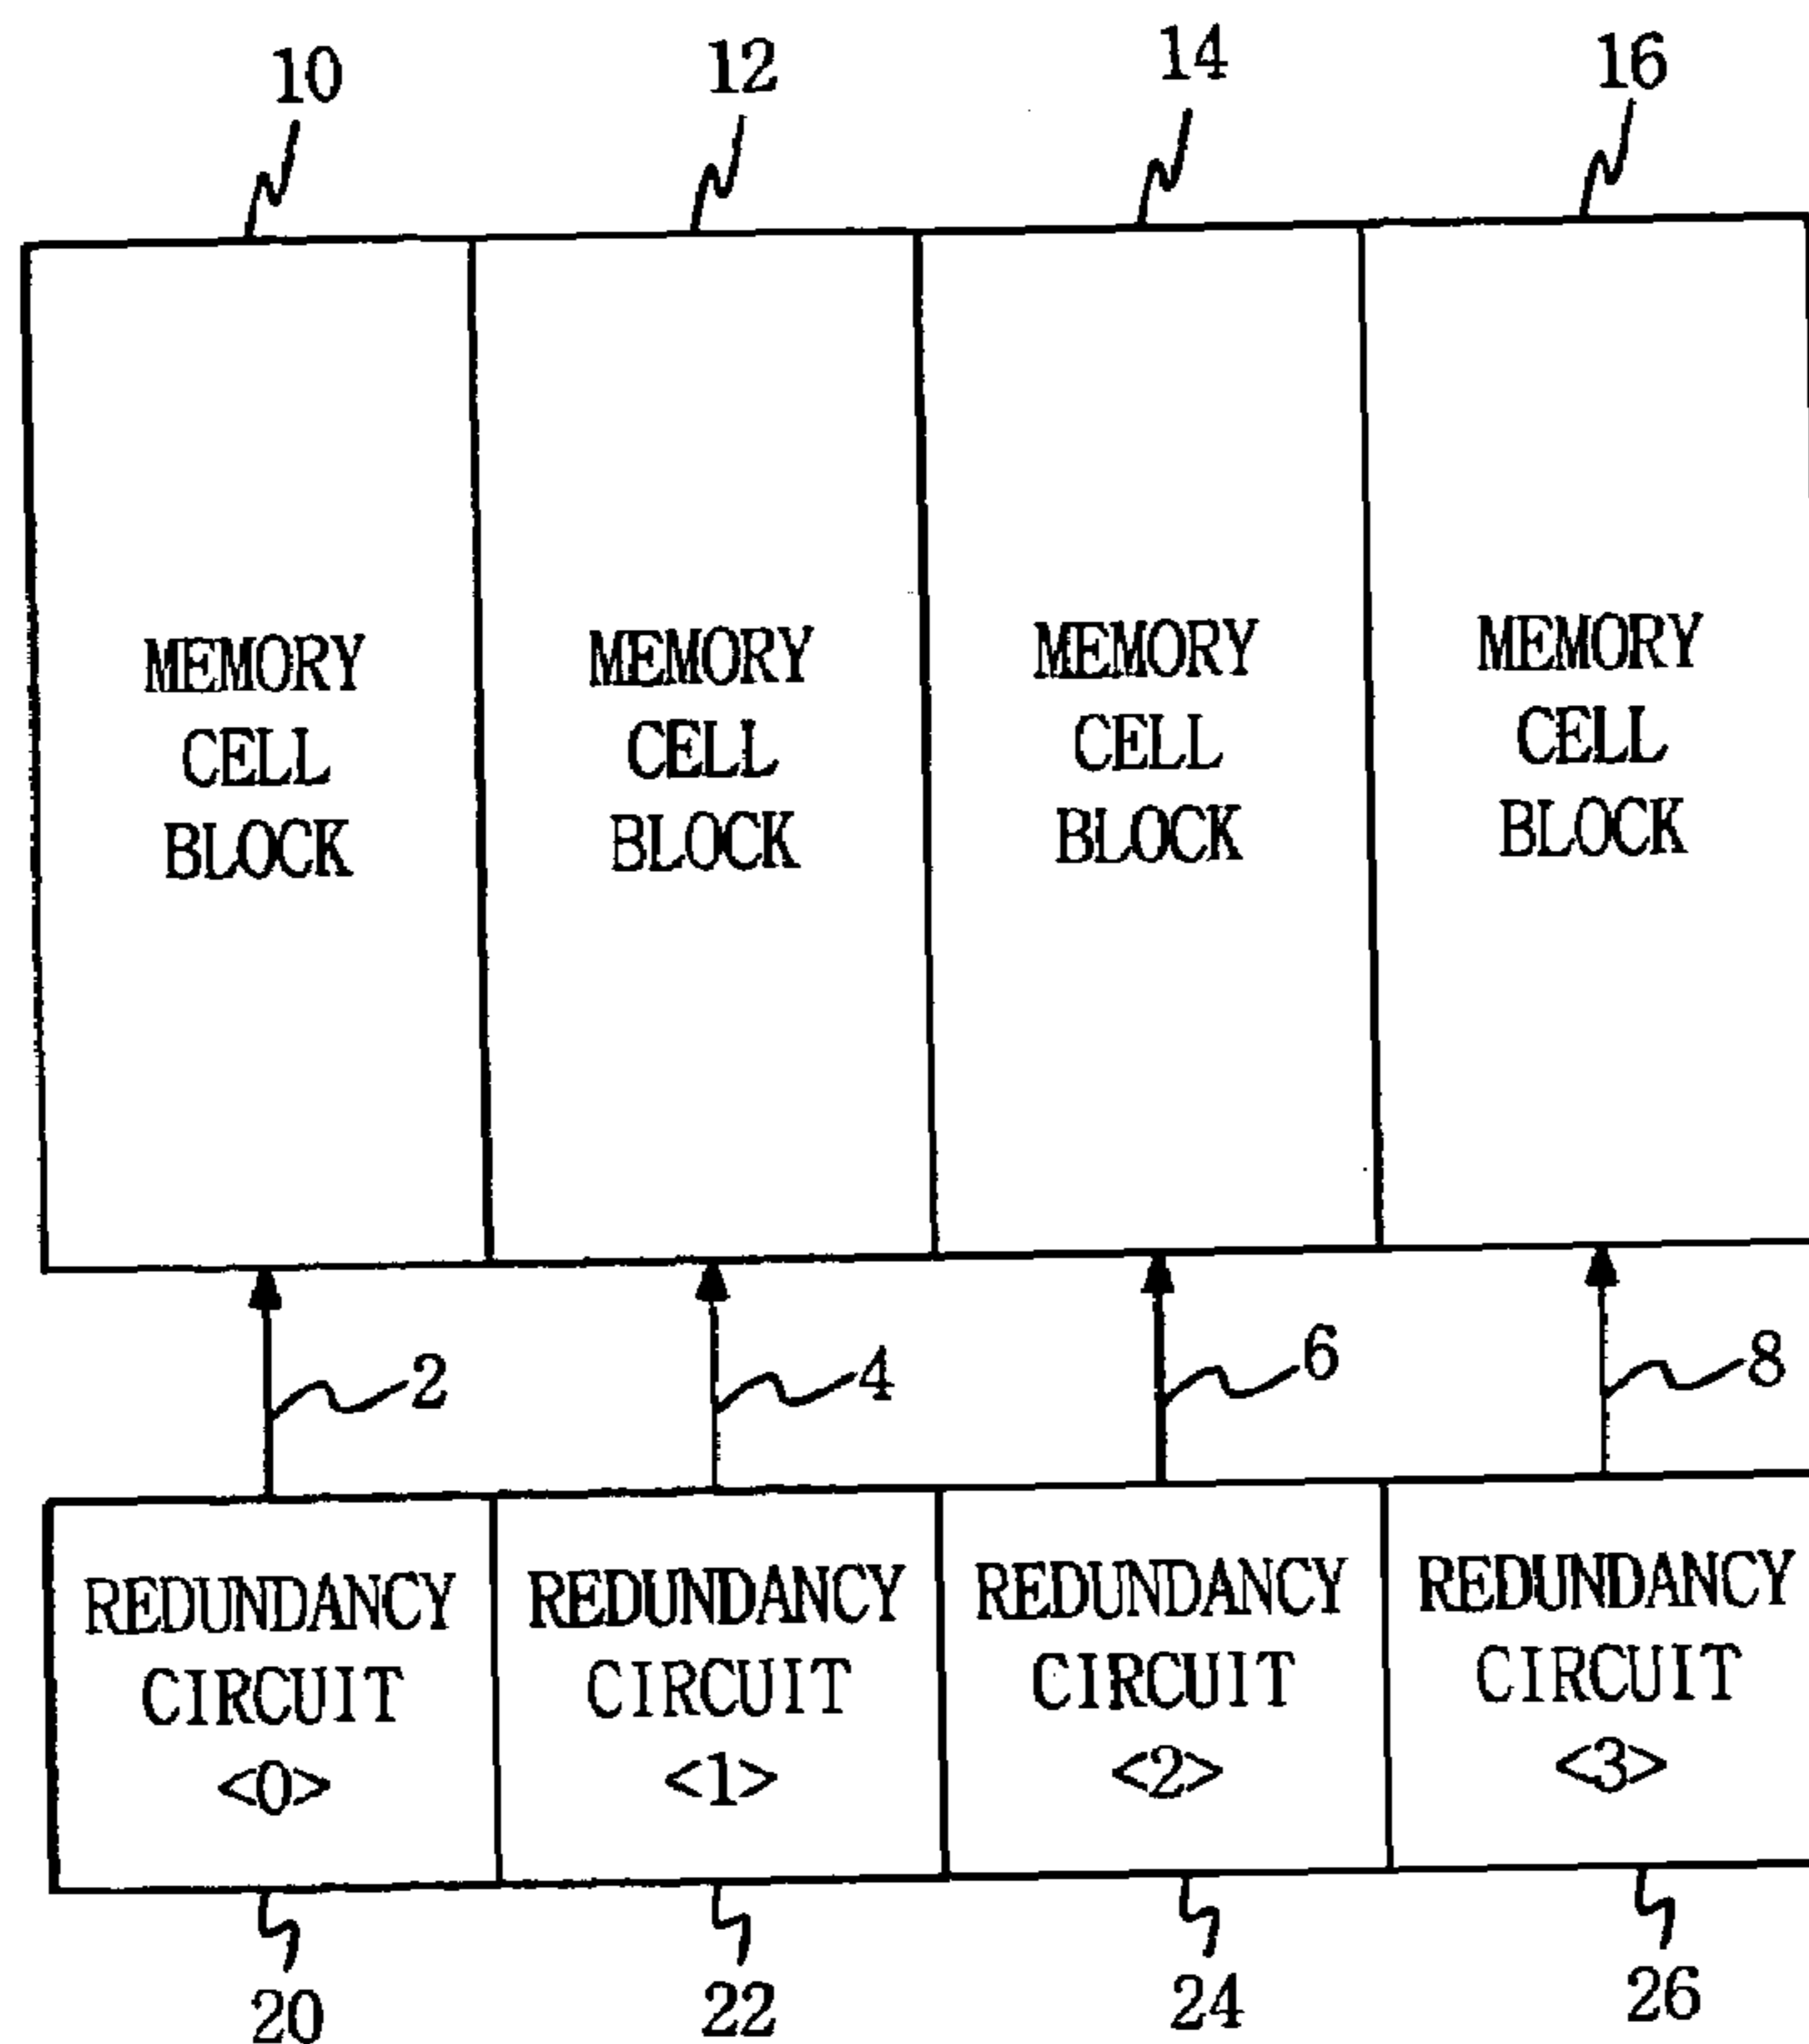 10 12 14 16
MEMORY CELL BLOCK
MEMORY CELL BLOCK
MEMORY CELL BLOCK
MEMORY CELL BLOCK
2 4 6 8
REDUNDANCY CIRCUIT <0>
REDUNDANCY CIRCUIT <1>
REDUNDANCY CIRCUIT <2>
REDUNDANCY CIRCUIT <3>
20 22 24 26